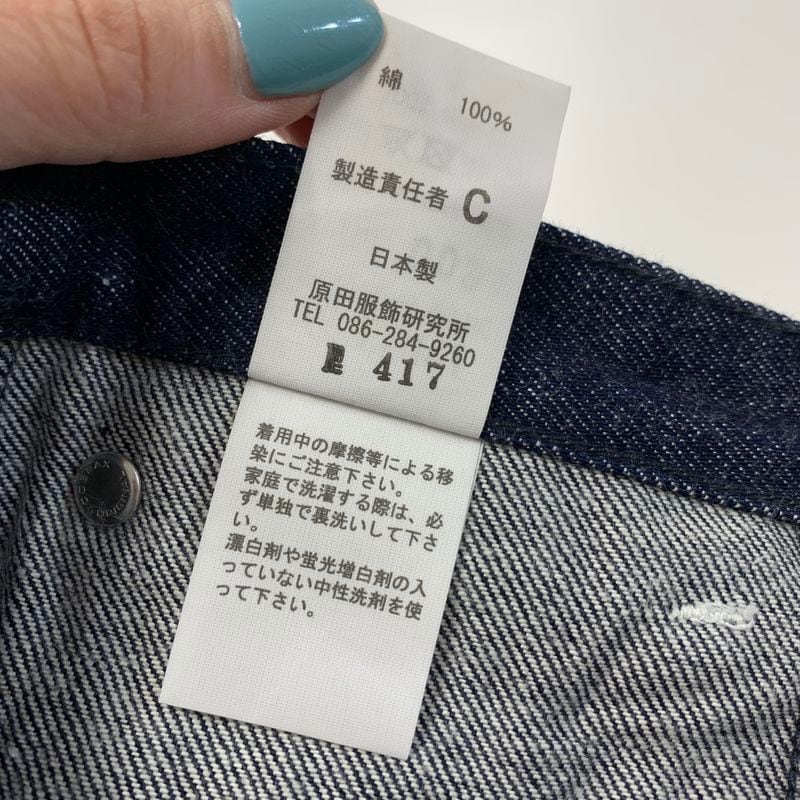 綿 100%
製造責任者 C
日本製
原田服飾研究所
TEL 086-284-9260
417
着用中の摩擦等による移
染にご注意下さい。
家庭で洗濯する際は、必
ず単独で裏洗いして下さ
い。
漂白剤や蛍光増白剤の入
っていない中性洗剤を使
って下さい。